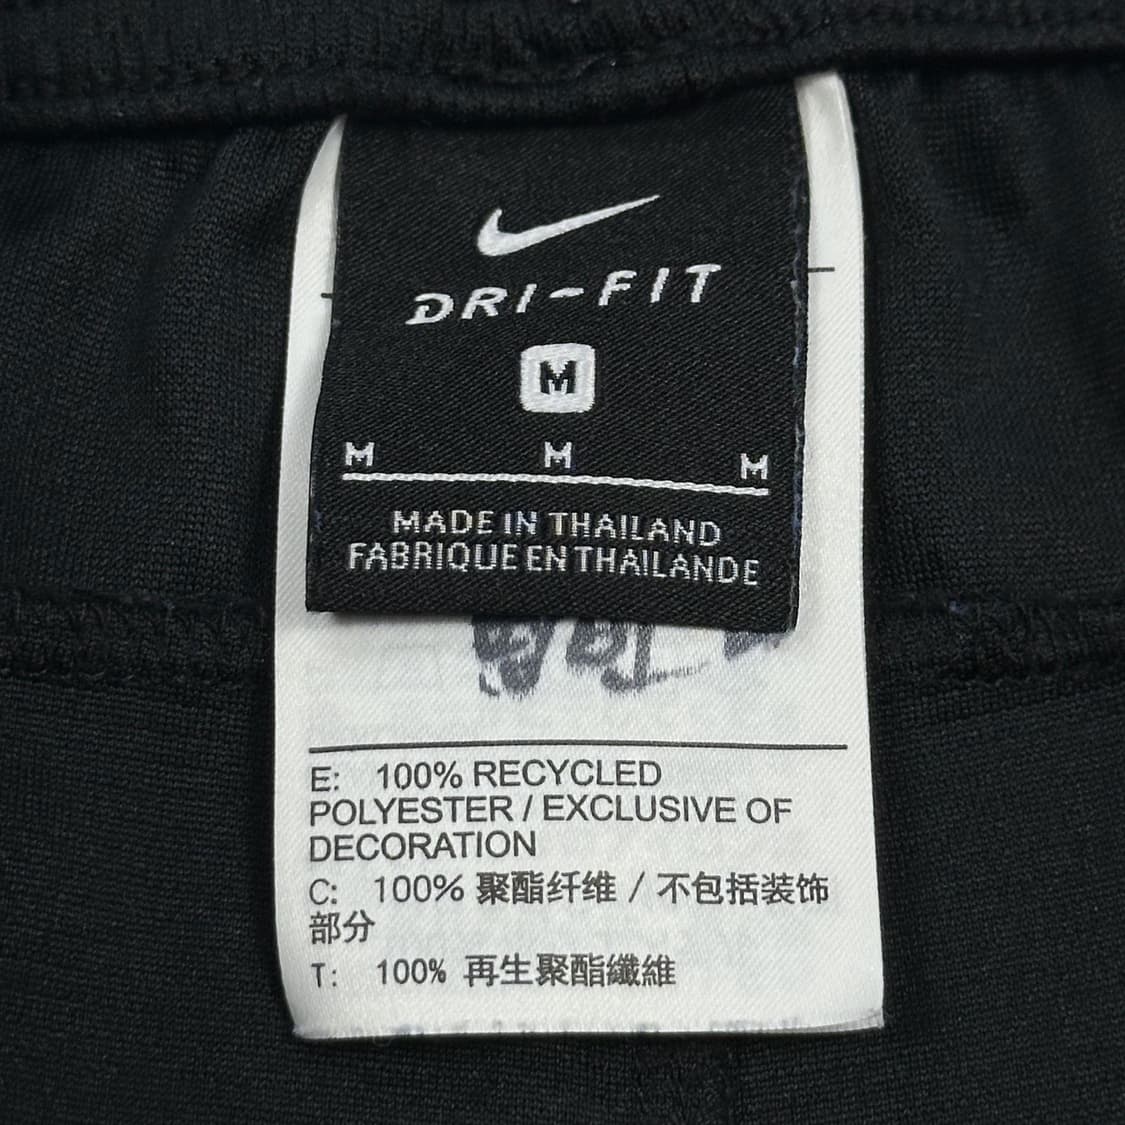 DRI-FIT
M
M M M
MADE IN THAILAND
FABRIQUE EN THAILANDE
E: 100% RECYCLED
POLYESTER / EXCLUSIVE OF
DECORATION
C: 100% 聚酯纤维 / 不包括装饰
部分
T: 100% 再生聚酯纖維